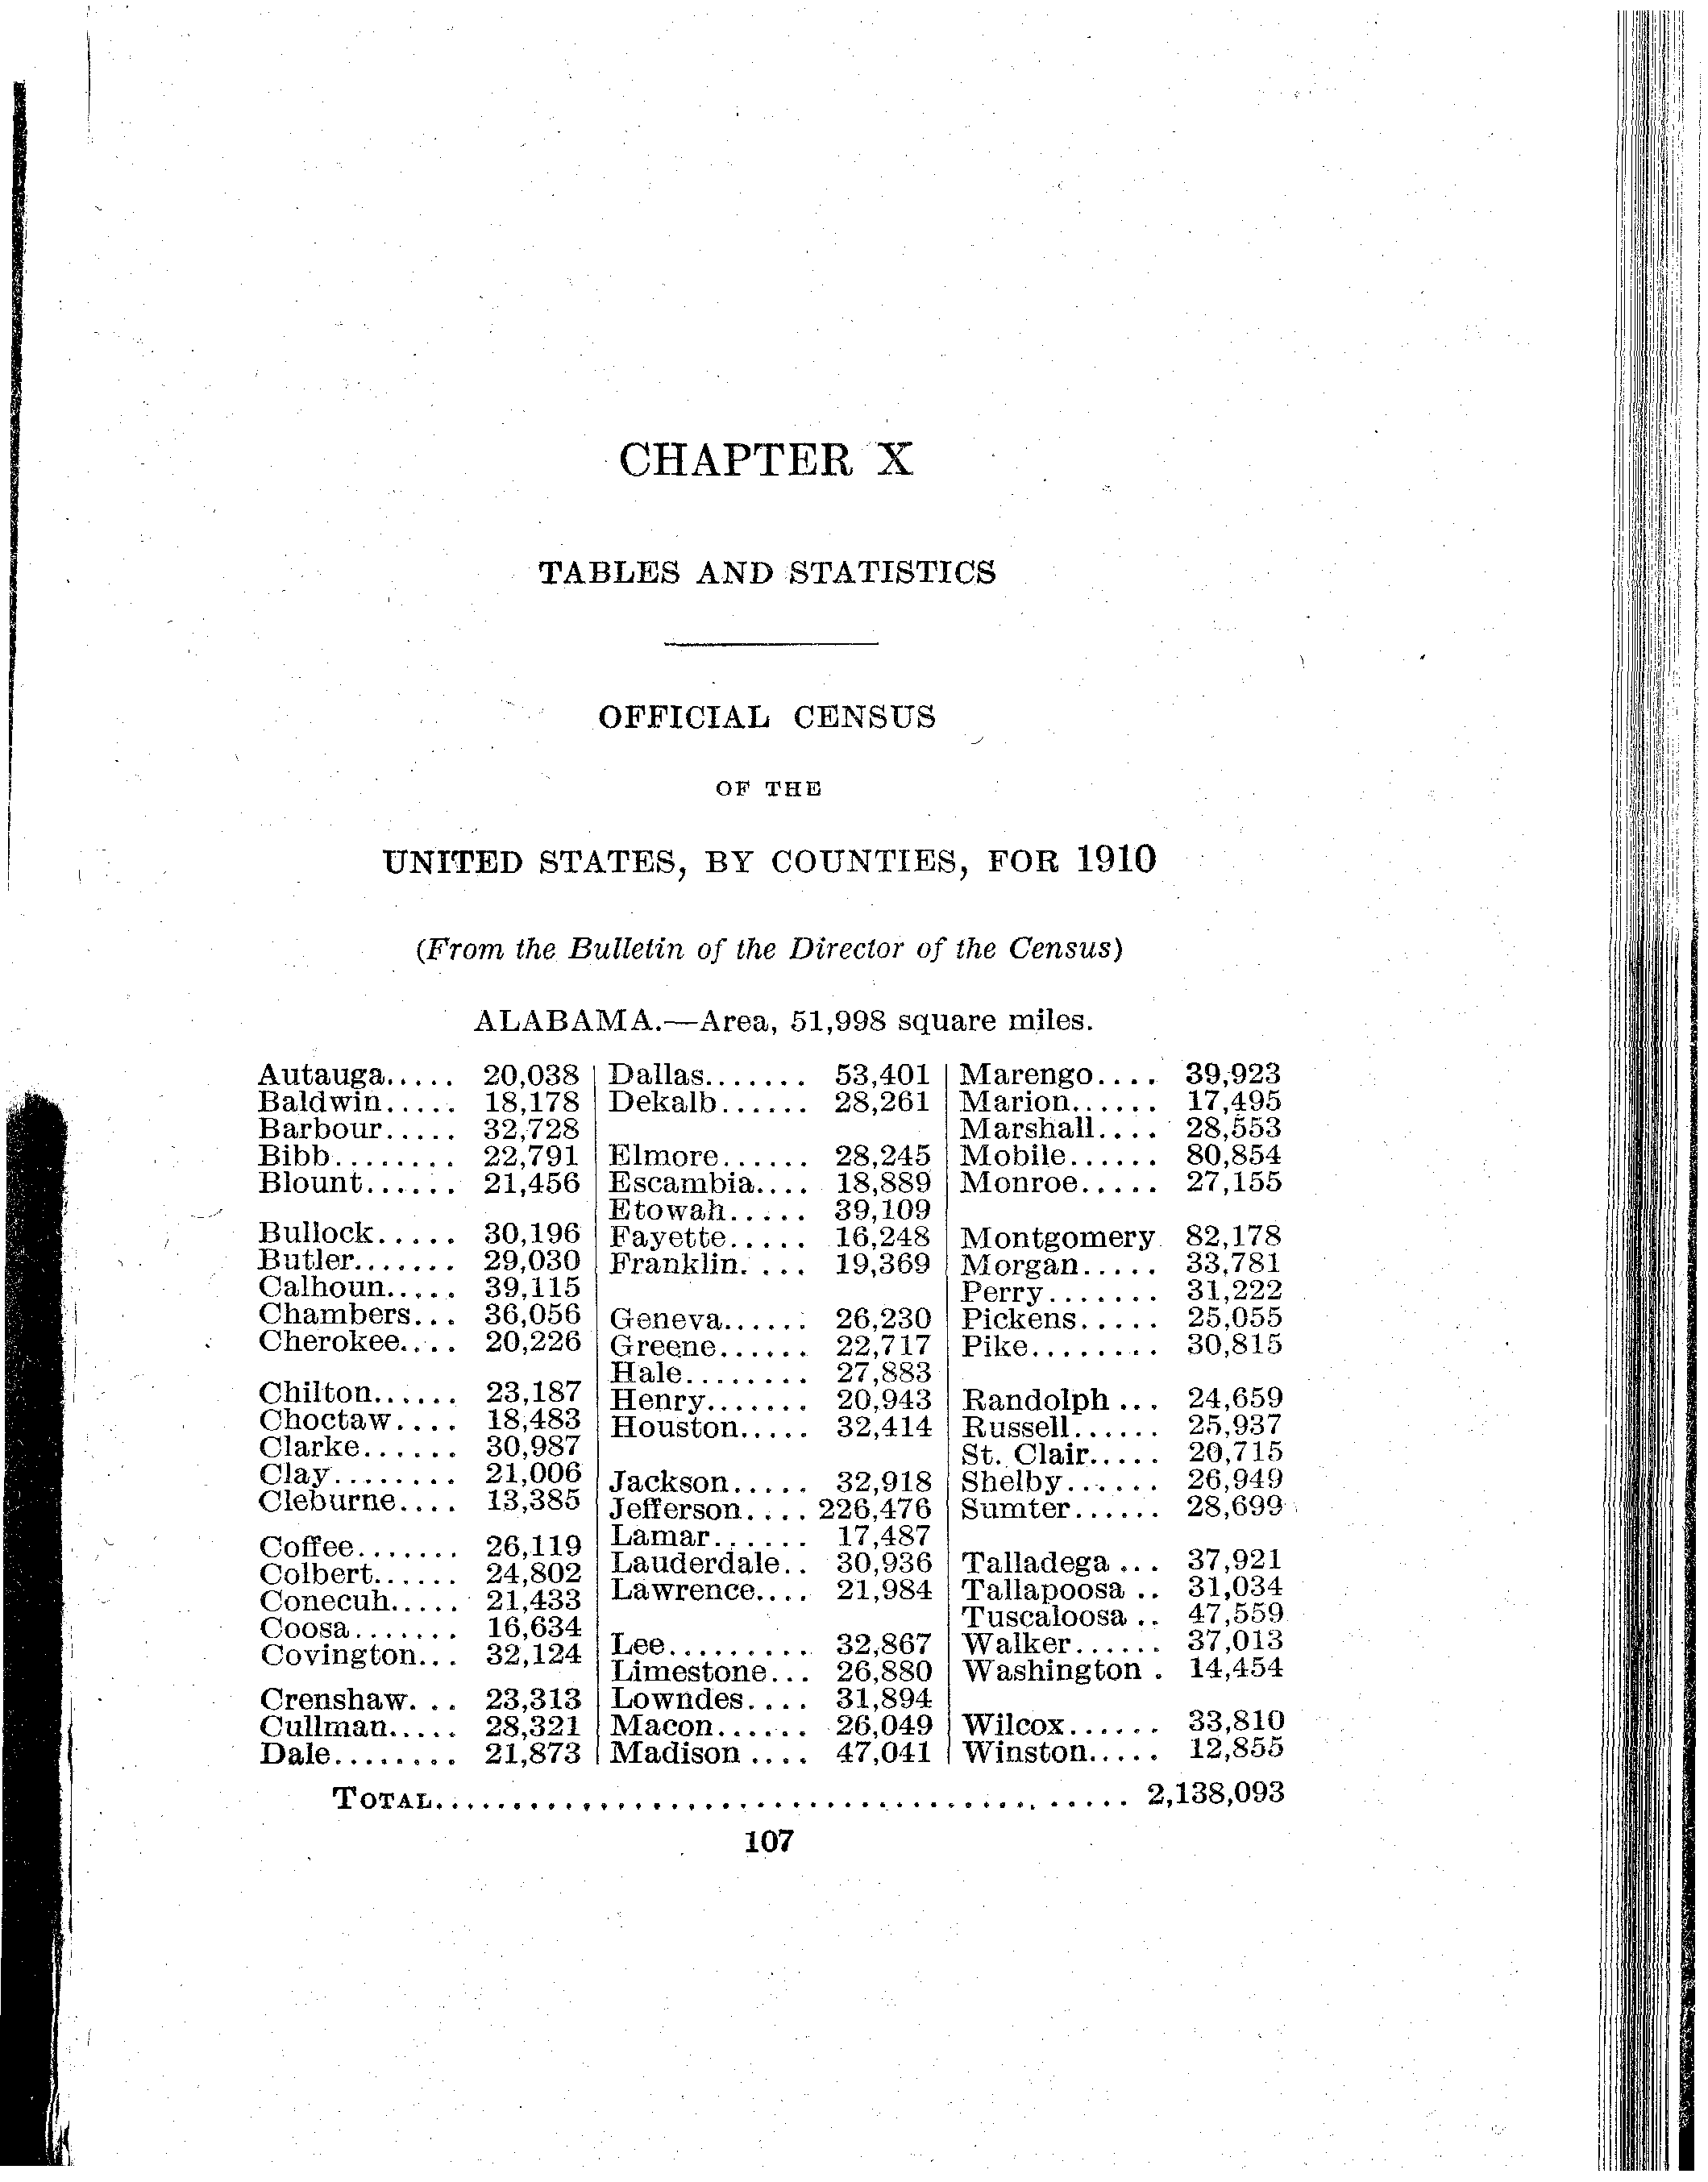 CHAPTER X
TABLES AND STATISTICS
OFFICIAL CENSUS
OF THE
UNITED STATES, BY COUNTIES, FOR 1910
(From the Bulletin of the Director of the Census)
ALABAMA.—Area, 51,998 square miles.
Autauga..... 20,038
Baldwin..... 18,178
Barbour..... 32,728
Bibb........ 22,791
Blount...... 21,456
Bullock..... 30,196
Butler....... 29,030
Calhoun..... 39,115
Chambers... 36,056
Cherokee.... 20,226
Chilton...... 23,187
Choctaw.... 18,483
Clarke...... 30,987
Clay........ 21,006
Cleburne.... 13,385
Coffee....... 26,119
Colbert...... 24,802
Conecuh..... 21,433
Coosa....... 16,634
Covington... 32,124
Crenshaw. .. 23,313
Cullman..... 28,321
Dale........ 21,873
Dallas....... 53,401
Dekalb...... 28,261
Elmore...... 28,245
Escambia.... 18,889
Etowah..... 39,109
Fayette..... 16,248
Franklin. ... 19,369
Geneva...... 26,230
Greene...... 22,717
Hale........ 27,883
Henry....... 20,943
Houston..... 32,414
Jackson..... 32,918
Jefferson.... 226,476
Lamar...... 17,487
Lauderdale.. 30,936
Lawrence.... 21,984
Lee.......... 32,867
Limestone... 26,880
Lowndes.... 31,894
Macon...... 26,049
Madison .... 47,041
Marengo.... 39,923
Marion...... 17,495
Marshall.... 28,553
Mobile...... 80,854
Monroe..... 27,155
Montgomery 82,178
Morgan..... 33,781
Perry....... 31,222
Pickens..... 25,055
Pike........ 30,815
Randolph ... 24,659
Russell...... 25,937
St. Clair..... 20,715
Shelby...... 26,949
Sumter...... 28,699
Talladega ... 37,921
Tallapoosa .. 31,034
Tuscaloosa .. 47,559
Walker...... 37,013
Washington . 14,454
Wilcox...... 33,810
Winston..... 12,855
TOTAL............................................. 2,138,093
107